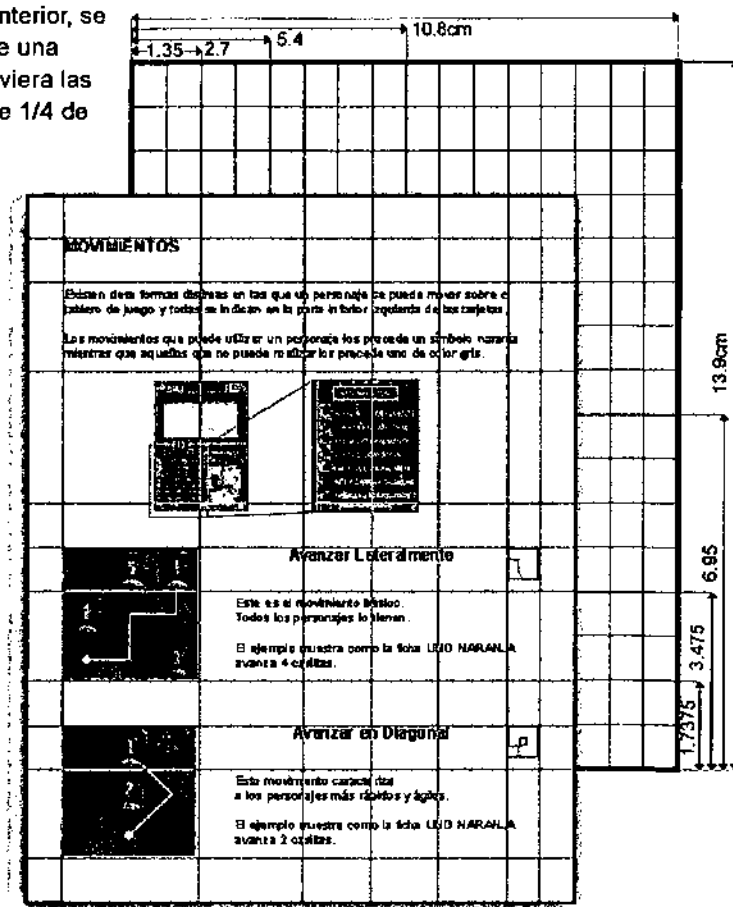 nterior, se
e una
viera las
e 1/4 de
10.8cm
5.4
1.35
2.7
13.9cm
6.95
3.475
1.7375
MOVIMIENTOS
Existen formas distintas en las que un personaje se puede mover sobre e
tablero de juego y todas se indican en la parte inferior izquierda de las tarjetas.
Los movimientos que puede utilizar un personaje los precede un símbolo naranja
mientras que aquellos que no puede realizar los precede uno de color gris.
Avanzar Lateralmente
Este es el movimiento básico.
Todos los personajes lo tienen.
El ejemplo muestra como la ficha UNO NARANJA
avanza 4 casillas.
Avanzar en Diagonal
Este movimiento caracteriza
a los personajes más rápidos y ágiles.
El ejemplo muestra como la ficha UNO NARANJA
avanza 2 casillas.